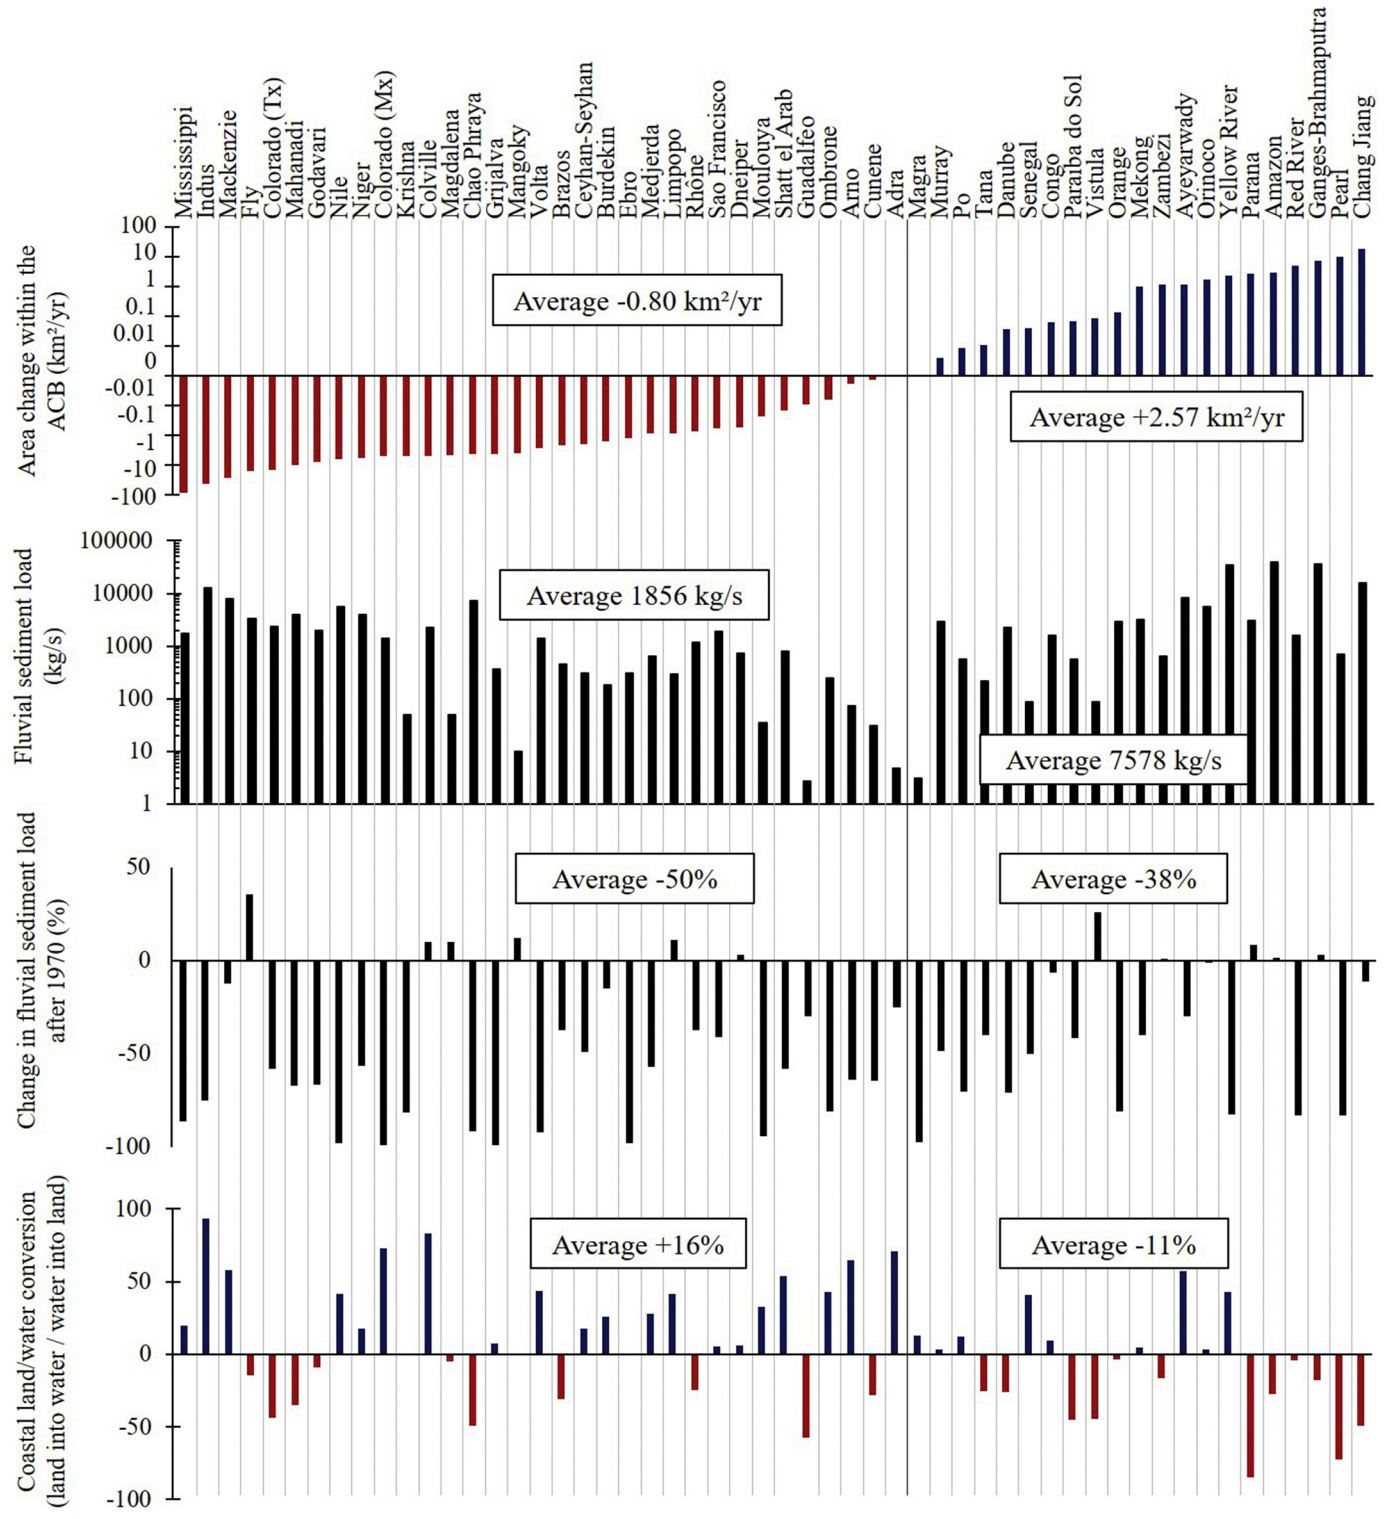 Mississippi
Indus
Mackenzie
Fly
Colorado (Tx)
Mahanadi
Godavari
Nile
Niger
Colorado (Mx)
Krishna
Colville
Magdalena
Chao Phraya
Grijalva
Mangoky
Volta
Brazos
Ceyhan-Seyhan
Burdekin
Ebro
Medjerda
Limpopo
Rhône
Sao Francisco
Dneiper
Moulouya
Shatt el Arab
Guadalfeo
Ombrone
Arno
Cunene
Adra
Magra
Murray
Po
Tana
Danube
Senegal
Congo
Paraiba do Sol
Vistula
Orange
Mekong
Zambezi
Ayeyarwady
Orinoco
Yellow River
Parana
Amazon
Red River
Ganges-Brahmaputra
Pearl
Chang Jiang
Area change within the
ACB (km²/yr)
100
10
1
0.1
0.01
0
-0.01
-0.1
-1
-10
-100
Average -0.80 km²/yr
Average +2.57 km²/yr
Fluvial sediment load
(kg/s)
100000
10000
1000
100
10
1
Average 1856 kg/s
Average 7578 kg/s
Change in fluvial sediment load
after 1970 (%)
50
0
-50
-100
Average -50%
Average -38%
Coastal land/water conversion
(land into water / water into land)
100
50
0
-50
-100
Average +16%
Average -11%